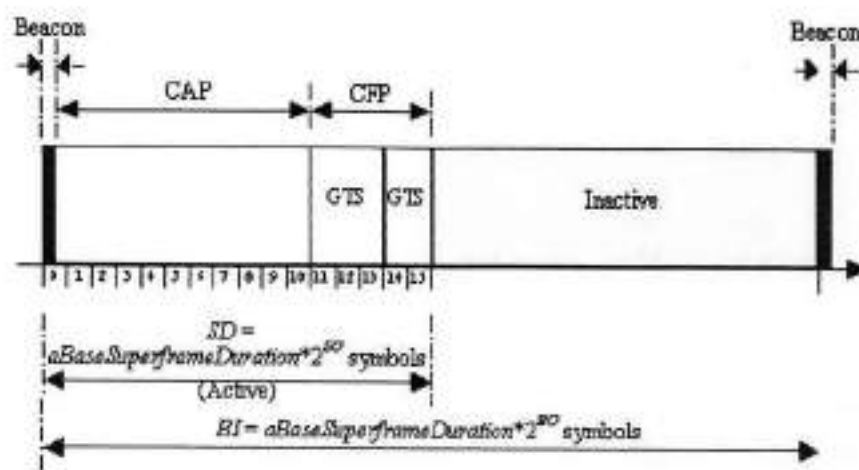 Beacon Beacon
CAP CFP
GTS GTS Inactive
0 1 2 3 4 5 6 7 8 9 10 11 12 13 14 15
SD =
aBaseSuperframeDuration*2^SO symbols
(Active)
BI = aBaseSuperframeDuration*2^BO symbols